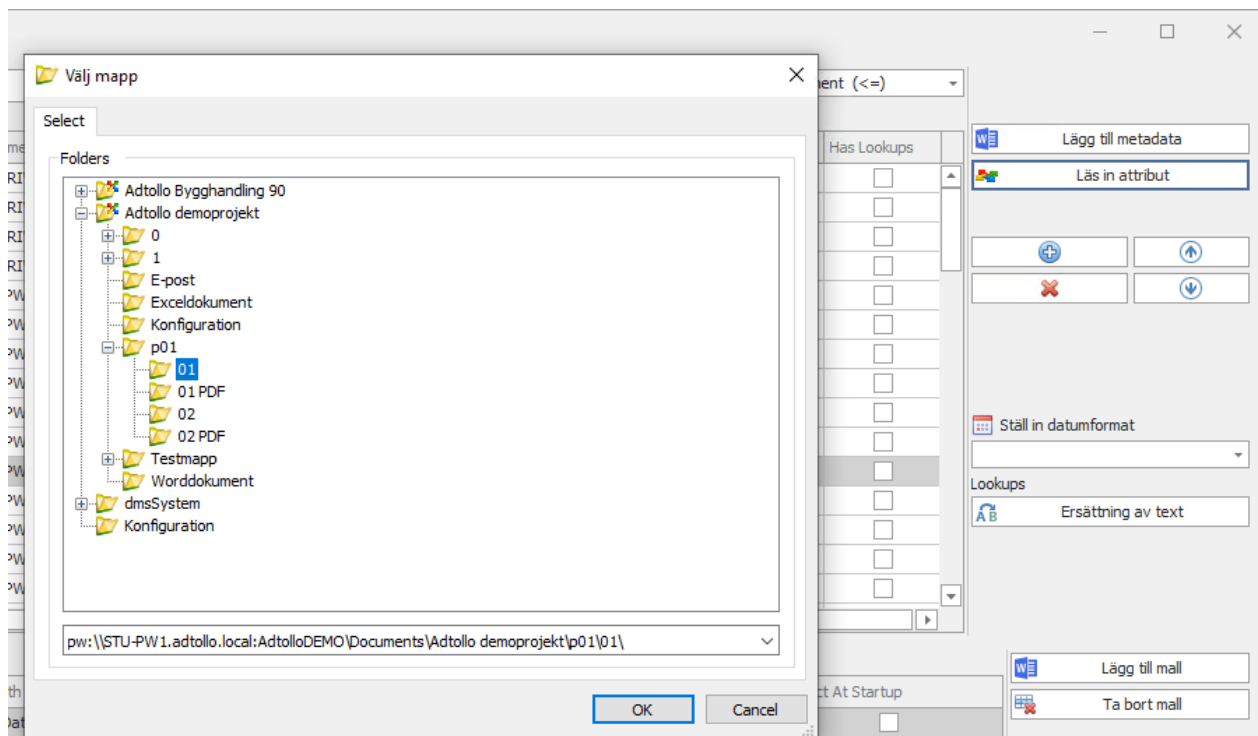 Välj mapp
Select
Folders
Adtollo Bygghandling 90
Adtollo demoprojekt
0
1
E-post
Exceldokument
Konfiguration
p01
01
01 PDF
02
02 PDF
Testmapp
Worddokument
dmsSystem
Konfiguration
pw:\\STU-PW1.adtollo.local:AdtolloDEMO\Documents\Adtollo demoprojekt\p01\01\
OK
Cancel
(<=)
Has Lookups
Lägg till metadata
Läs in attribut
Ställ in datumformat
Lookups
Ersättning av text
At Startup
Lägg till mall
Ta bort mall